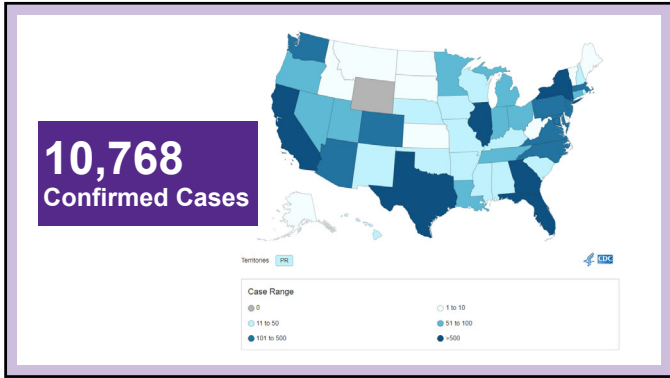 10,768
Confirmed Cases
Territories PR
CDC
Case Range
0
1 to 10
11 to 50
51 to 100
101 to 500
>500